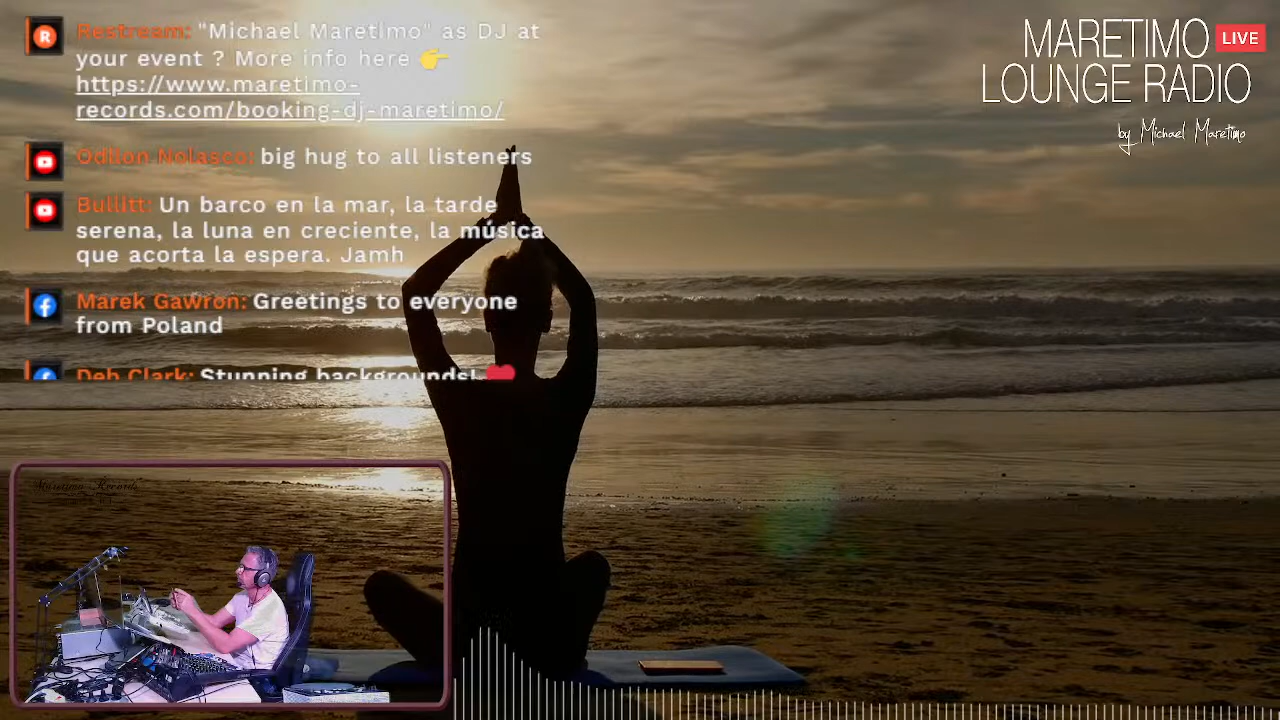 Restream: "Michael Maretimo" as DJ at
your event ? More info here 👉
https://www.maretimo-
records.com/booking-dj-maretimo/
Odilon Nolasco: big hug to all listeners
Bullitt: Un barco en la mar, la tarde
serena, la luna en creciente, la música
que acorta la espera. Jamh
Marek Gawron: Greetings to everyone
from Poland
Deb Clark: Stunning backgrounds! ❤
MARETIMO LIVE
LOUNGE RADIO
by Michael Maretimo
Maretimo Records